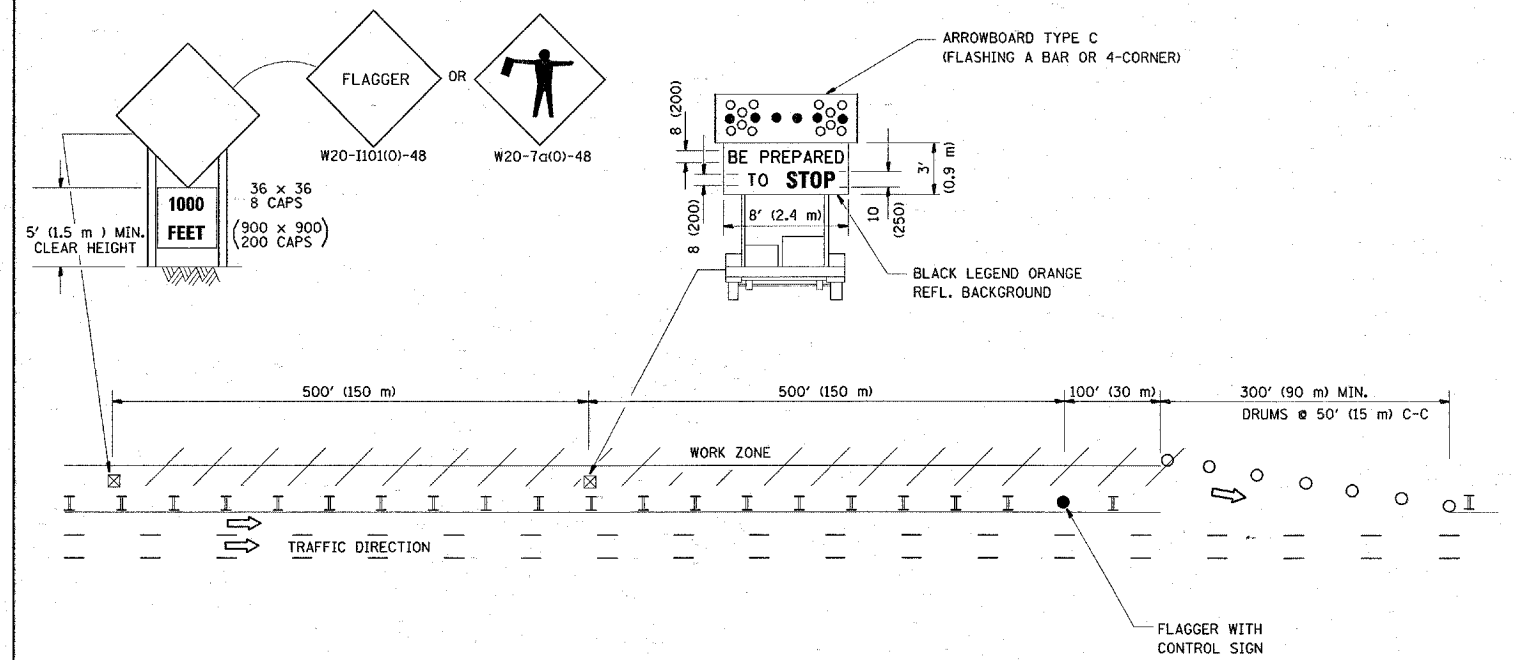 ARROWBOARD TYPE C
(FLASHING A BAR OR 4-CORNER)
FLAGGER
OR
W20-I101(O)-48
W20-7a(O)-48
8 (200)
BE PREPARED
TO STOP
3'
(0.9 m)
8 (200)
8' (2.4 m)
10
(250)
1000
FEET
36 x 36
8 CAPS
(900 x 900)
200 CAPS
5' (1.5 m ) MIN.
CLEAR HEIGHT
BLACK LEGEND ORANGE
REFL. BACKGROUND
500' (150 m)
500' (150 m)
100' (30 m)
300' (90 m) MIN.
DRUMS @ 50' (15 m) C-C
WORK ZONE
TRAFFIC DIRECTION
FLAGGER WITH
CONTROL SIGN